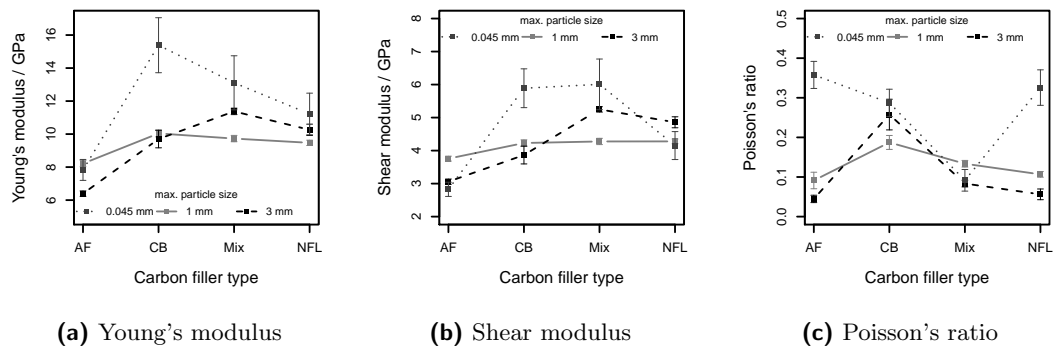 Young's modulus / GPa
16
14
12
10
8
6
max. particle size
0.045 mm 1 mm 3 mm
AF CB Mix NFL
Carbon filler type
(a) Young's modulus
Shear modulus / GPa
8
7
6
5
4
3
2
max. particle size
0.045 mm 1 mm 3 mm
AF CB Mix NFL
Carbon filler type
(b) Shear modulus
Poisson's ratio
0.5
0.4
0.3
0.2
0.1
0.0
max. particle size
0.045 mm 1 mm 3 mm
AF CB Mix NFL
Carbon filler type
(c) Poisson's ratio